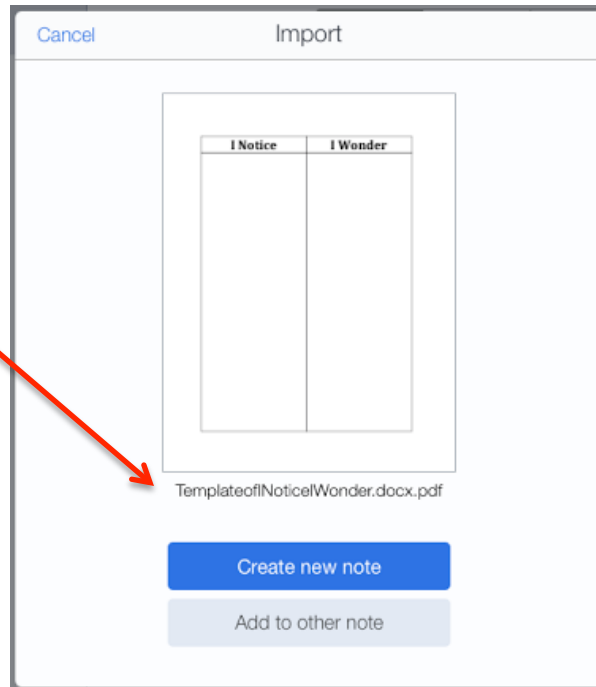 Cancel Import
I Notice I Wonder
TemplateofINoticeIWonder.docx.pdf
Create new note
Add to other note